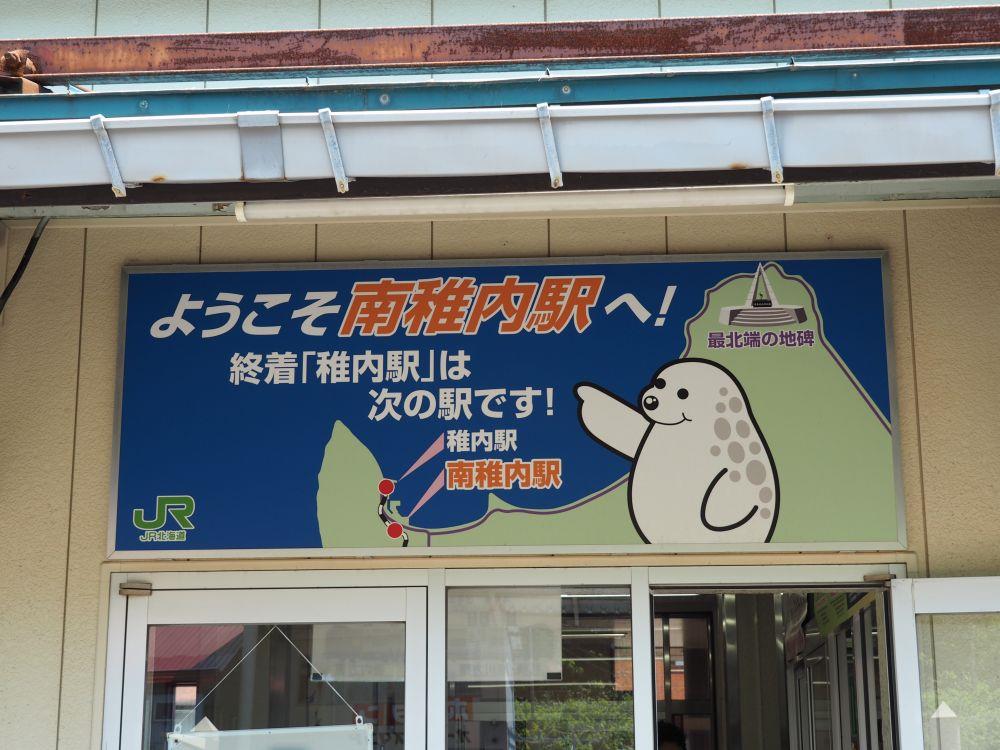 ようこそ南稚内駅へ!
最北端の地碑
終着「稚内駅」は
次の駅です!
稚内駅
南稚内駅
JR
JR北海道